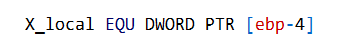 X_local EQU DWORD PTR [ebp-4]